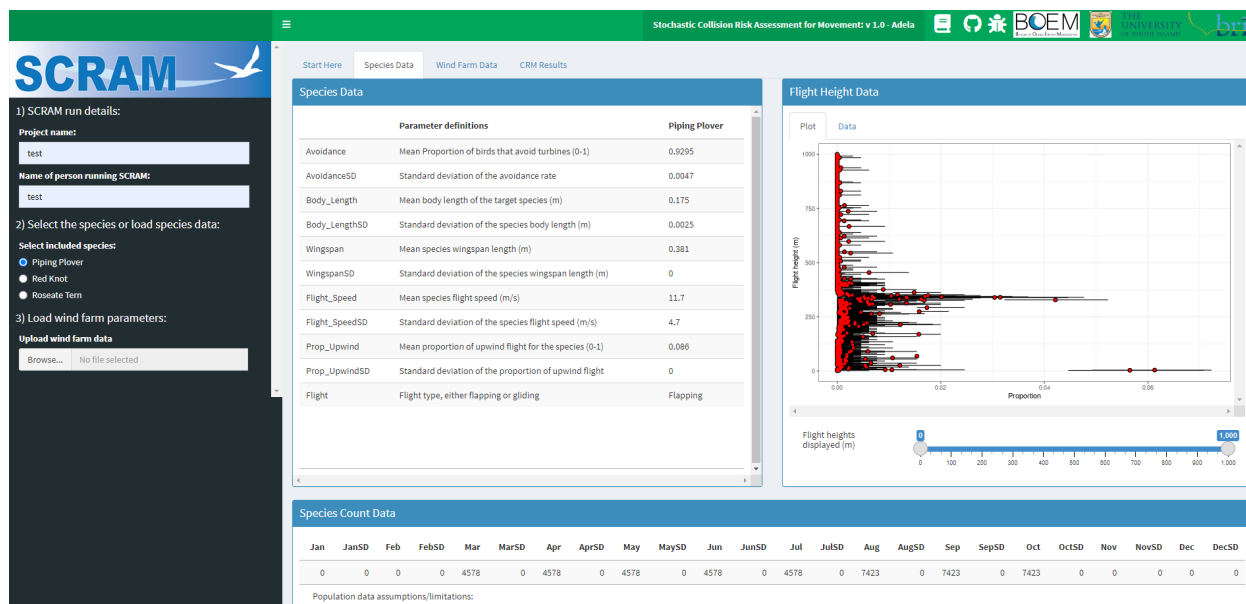 Stochastic Collision Risk Assessment for Movement: v 1.0 - Adela
BOEM
THE
UNIVERSITY
OF RHODE ISLAND
bri
SCRAM
1) SCRAM run details:
Project name:
test
Name of person running SCRAM:
test
2) Select the species or load species data:
Select included species:
Piping Plover
Red Knot
Roseate Tern
3) Load wind farm parameters:
Upload wind farm data
Browse... No file selected
Start Here Species Data Wind Farm Data CRM Results
Species Data
Parameter definitions Piping Plover
Avoidance Mean Proportion of birds that avoid turbines (0-1) 0.9295
AvoidanceSD Standard deviation of the avoidance rate 0.0047
Body_Length Mean body length of the target species (m) 0.175
Body_LengthSD Standard deviation of the species body length (m) 0.0025
Wingspan Mean species wingspan length (m) 0.381
WingspanSD Standard deviation of the species wingspan length (m) 0
Flight_Speed Mean species flight speed (m/s) 11.7
Flight_SpeedSD Standard deviation of the species flight speed (m/s) 4.7
Prop_Upwind Mean proportion of upwind flight for the species (0-1) 0.086
Prop_UpwindSD Standard deviation of the proportion of upwind flight 0
Flight Flight type, either flapping or gliding Flapping
Flight Height Data
Plot Data
1000
750
500
250
0
Flight height (m)
0.00 0.02 0.04 0.06
Proportion
Flight heights
displayed (m)
0 1,000
0 100 200 300 400 500 600 700 800 900 1,000
Species Count Data
Jan JanSD Feb FebSD Mar MarSD Apr AprSD May MaySD Jun JunSD Jul JulSD Aug AugSD Sep SepSD Oct OctSD Nov NovSD Dec DecSD
0 0 0 0 4578 0 4578 0 4578 0 4578 0 4578 0 7423 0 7423 0 7423 0 0 0 0 0
Population data assumptions/limitations: